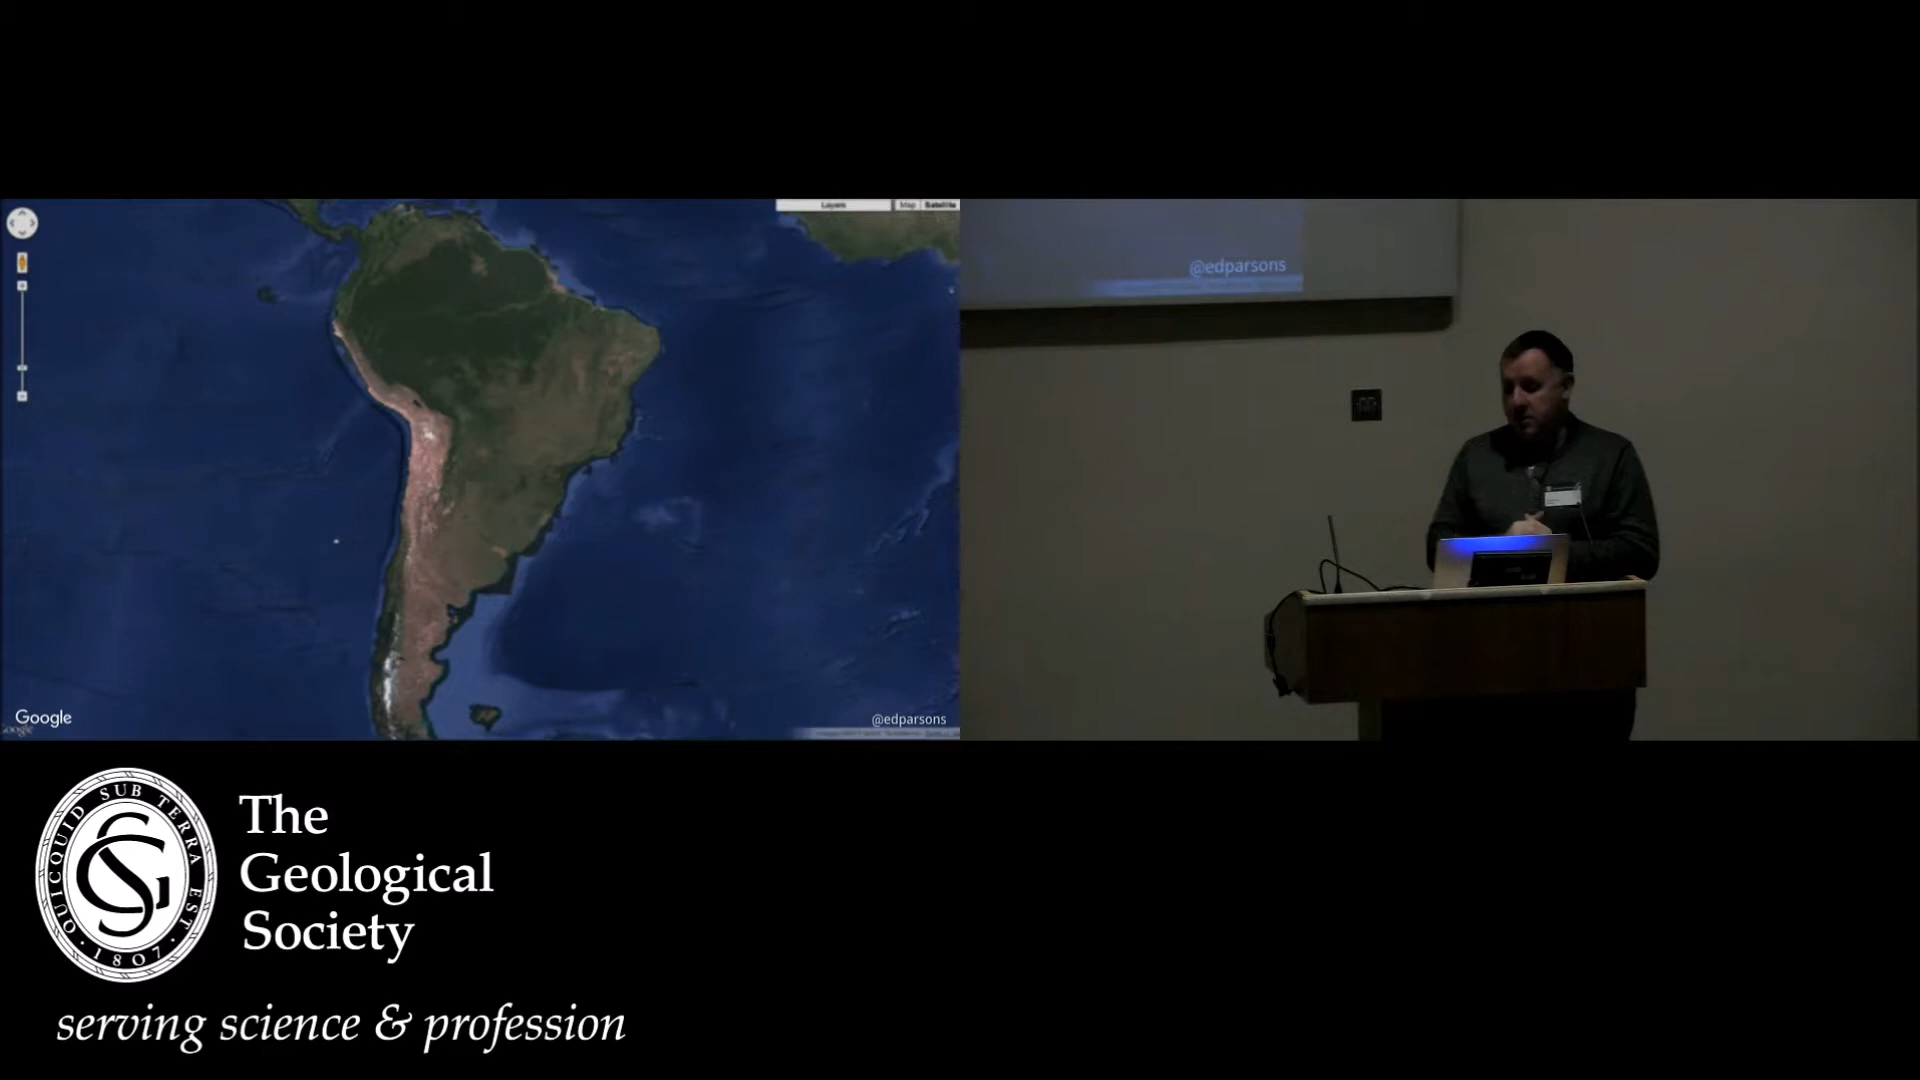 Layers Map Satellite
@edparsons
Google
@edparsons
QUICQUID SUB TERRA EST
· 1807 ·
The
Geological
Society
serving science & profession